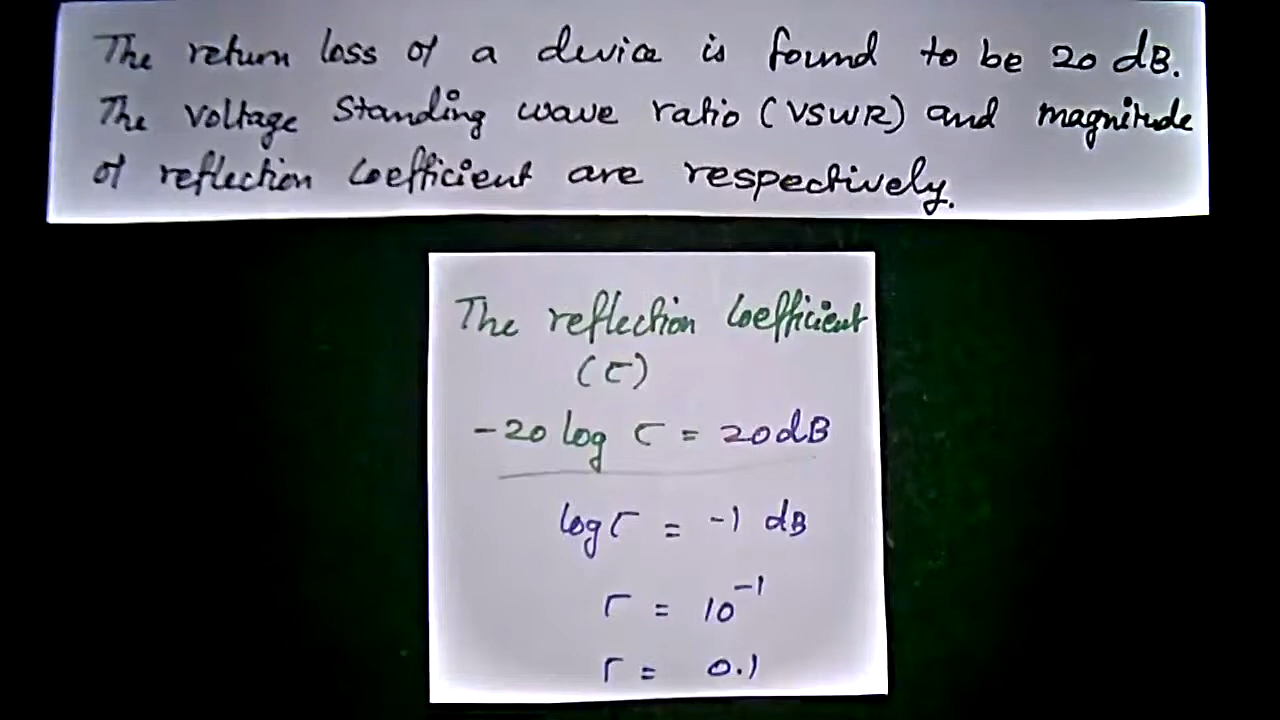 The return loss of a device is found to be 20 dB.
The voltage standing wave ratio (VSWR) and magnitude
of reflection coefficient are respectively.
The reflection coefficient
(Γ)
-20 log Γ = 20dB
log Γ = -1 dB
Γ = 10⁻¹
Γ = 0.1